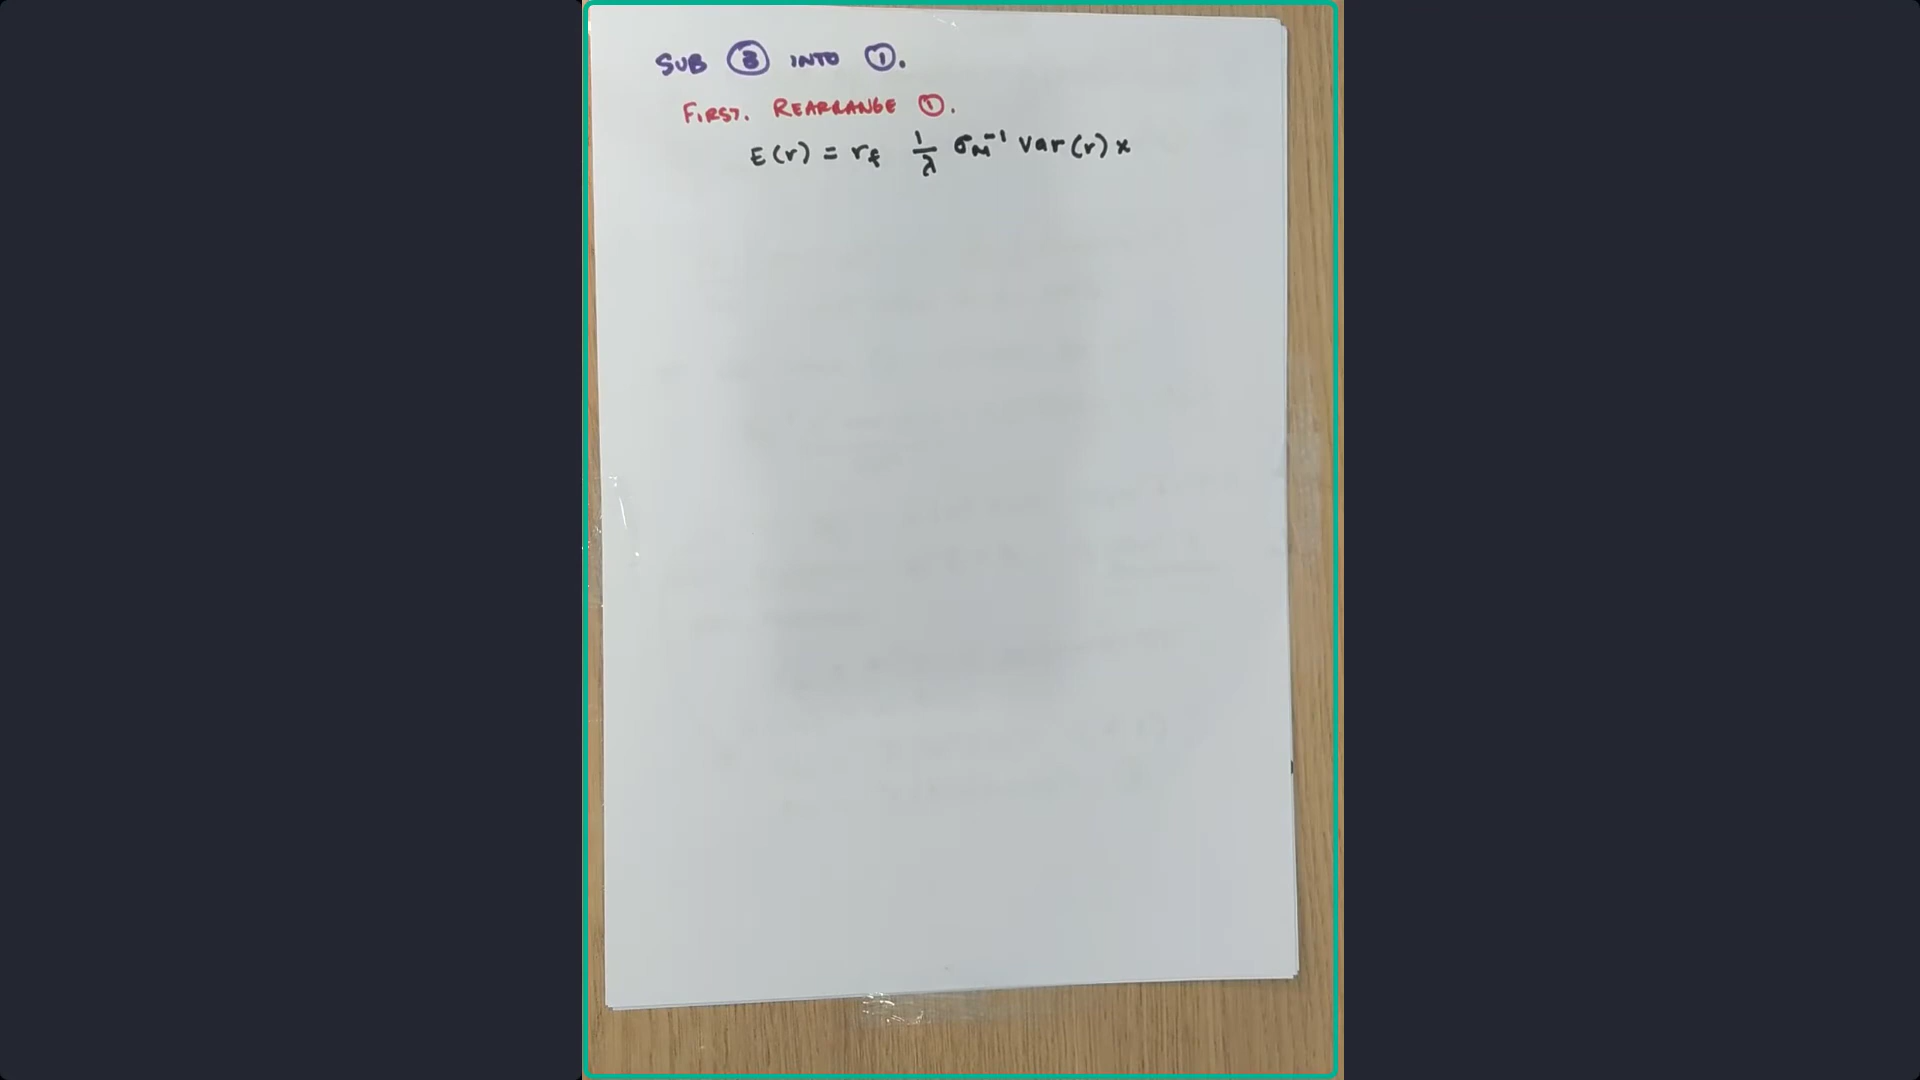 SUB ③ INTO ①.
FIRST. REARRANGE ①.
E(r) = r_f 1/λ σ_M⁻¹ Var(r) x